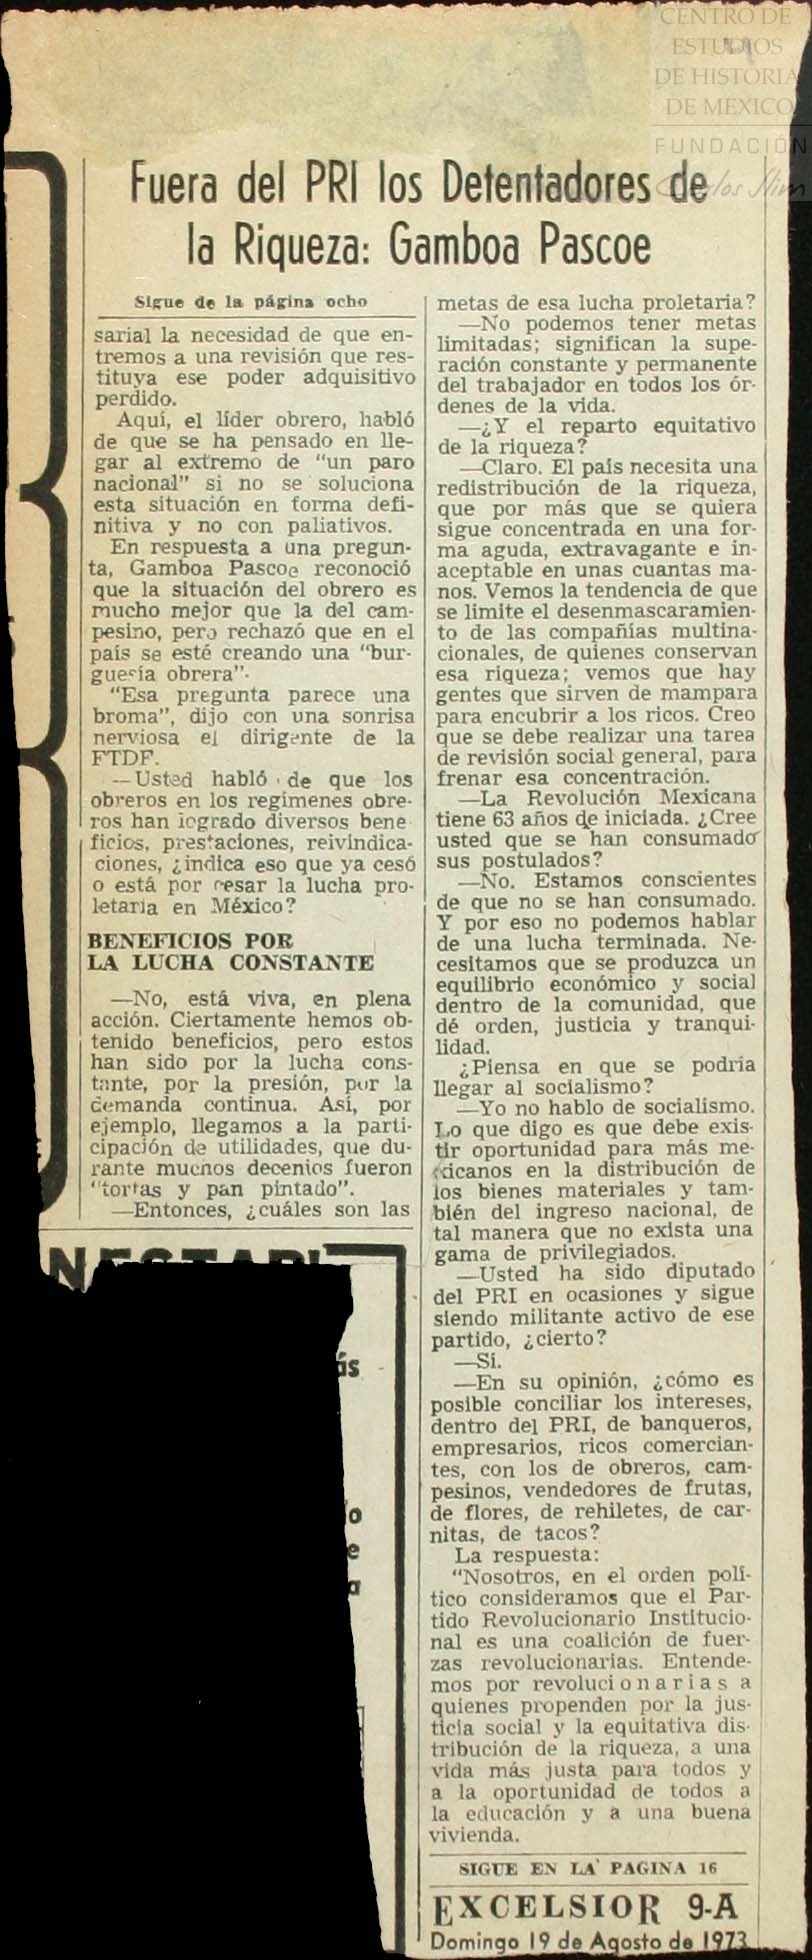 CENTRO DE
ESTUDIOS
DE HISTORIA
DE MEXICO
FUNDACIÓN
Carlos Slim
Fuera del PRI los Detentadores de
la Riqueza: Gamboa Pascoe
Sigue de la página ocho
sarial la necesidad de que en-
tremos a una revisión que res-
tituya ese poder adquisitivo
perdido.
Aquí, el líder obrero, habló
de que se ha pensado en lle-
gar al extremo de "un paro
nacional" si no se soluciona
esta situación en forma defi-
nitiva y no con paliativos.
En respuesta a una pregun-
ta, Gamboa Pascoe reconoció
que la situación del obrero es
mucho mejor que la del cam-
pesino, pero rechazó que en el
país se esté creando una "bur-
guesía obrera".
"Esa pregunta parece una
broma", dijo con una sonrisa
nerviosa el dirigente de la
FTDF.
—Usted habló de que los
obreros en los regímenes obre-
ros han logrado diversos bene
ficios, prestaciones, reivindica-
ciones, ¿indica eso que ya cesó
o está por cesar la lucha pro-
letaria en México?
BENEFICIOS POR
LA LUCHA CONSTANTE
—No, está viva, en plena
acción. Ciertamente hemos ob-
tenido beneficios, pero estos
han sido por la lucha cons-
tante, por la presión, por la
demanda continua. Así, por
ejemplo, llegamos a la parti-
cipación de utilidades, que du-
rante muchos decenios fueron
"tortas y pan pintado".
—Entonces, ¿cuáles son las
metas de esa lucha proletaria?
—No podemos tener metas
limitadas; significan la supe-
ración constante y permanente
del trabajador en todos los ór-
denes de la vida.
—¿Y el reparto equitativo
de la riqueza?
—Claro. El país necesita una
redistribución de la riqueza,
que por más que se quiera
sigue concentrada en una for-
ma aguda, extravagante e in-
aceptable en unas cuantas ma-
nos. Vemos la tendencia de que
se limite el desenmascaramien-
to de las compañías multina-
cionales, de quienes conservan
esa riqueza; vemos que hay
gentes que sirven de mampara
para encubrir a los ricos. Creo
que se debe realizar una tarea
de revisión social general, para
frenar esa concentración.
—La Revolución Mexicana
tiene 63 años de iniciada. ¿Cree
usted que se han consumado
sus postulados?
—No. Estamos conscientes
de que no se han consumado.
Y por eso no podemos hablar
de una lucha terminada. Ne-
cesitamos que se produzca un
equilibrio económico y social
dentro de la comunidad, que
dé orden, justicia y tranqui-
lidad.
¿Piensa en que se podría
llegar al socialismo?
—Yo no hablo de socialismo.
Lo que digo es que debe exis-
tir oportunidad para más me-
xicanos en la distribución de
los bienes materiales y tam-
bién del ingreso nacional, de
tal manera que no exista una
gama de privilegiados.
—Usted ha sido diputado
del PRI en ocasiones y sigue
siendo militante activo de ese
partido, ¿cierto?
—Sí.
—En su opinión, ¿cómo es
posible conciliar los intereses,
dentro del PRI, de banqueros,
empresarios, ricos comercian-
tes, con los de obreros, cam-
pesinos, vendedores de frutas,
de flores, de rehiletes, de car-
nitas, de tacos?
La respuesta:
"Nosotros, en el orden polí-
tico consideramos que el Par-
tido Revolucionario Institucio-
nal es una coalición de fuer-
zas revolucionarias. Entende-
mos por revolucionarias a
quienes propenden por la jus-
ticia social y la equitativa dis-
tribución de la riqueza, a una
vida más justa para todos y
a la oportunidad de todos a
la educación y a una buena
vivienda.
SIGUE EN LA PAGINA 16
EXCELSIOR 9-A
Domingo 19 de Agosto de 1973